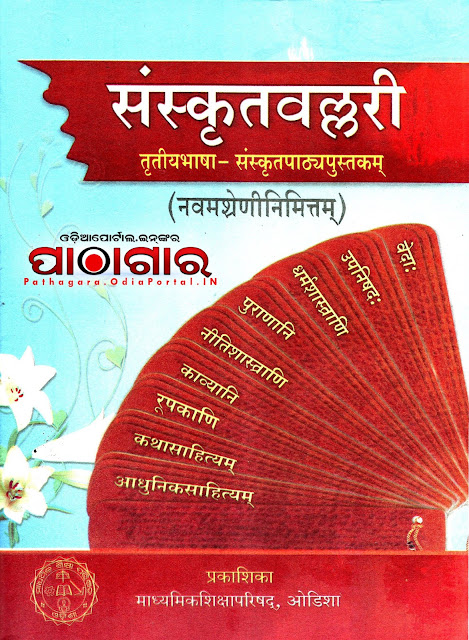 संस्कृतवल्लरी
तृतीयभाषा- संस्कृतपाठ्यपुस्तकम्
(नवमश्रेणीनिमित्तम्)
ଓଡ଼ିଆପୋର୍ଟାଲ.ଇନ୍‌ଙ୍କର
ପାଠାଗାର
Pathagara.OdiaPortal.IN
वेदाः
उपनिषदः
धर्मशास्त्राणि
पुराणानि
नीतिशास्त्राणि
काव्यानि
रूपकाणि
कथासाहित्यम्
आधुनिकसाहित्यम्
प्रकाशिका
माध्यमिकशिक्षापरिषद्, ओडिशा